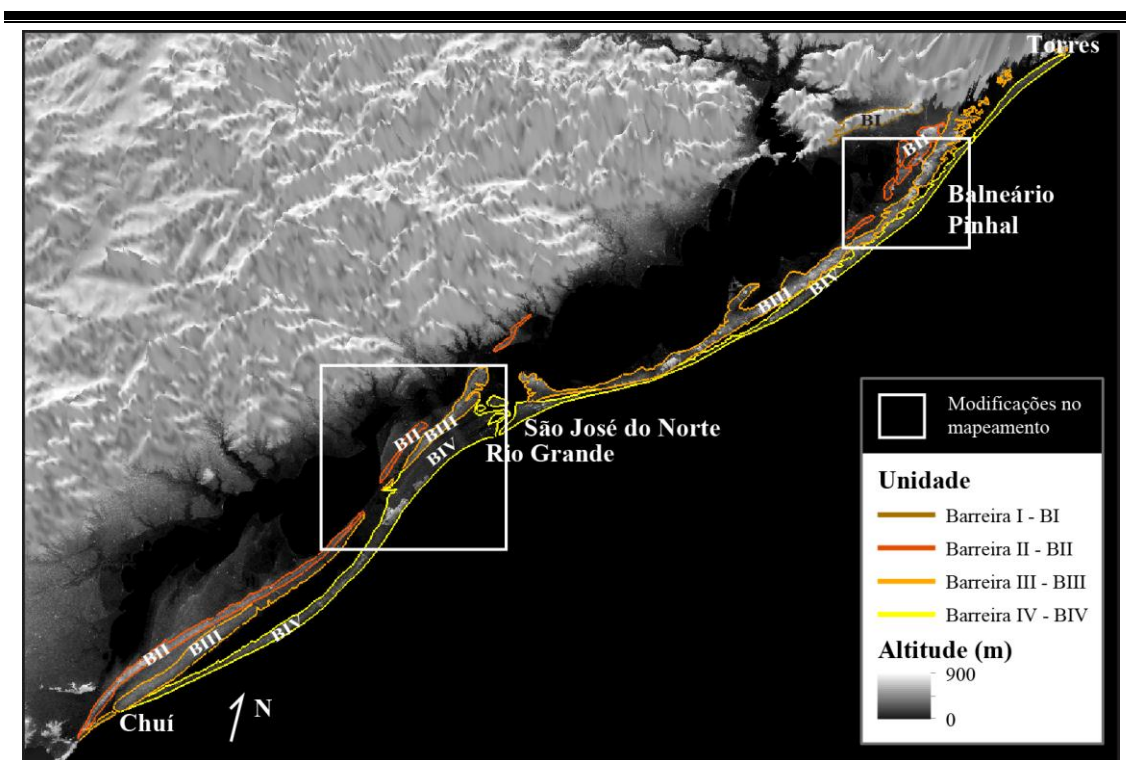 Torres
BI
BII
Balneário
Pinhal
BIII
BIV
São José do Norte
Rio Grande
BII
BIII
BIV
BII
BIII
BIV
Chuí
N
Modificações no
mapeamento
Unidade
Barreira I - BI
Barreira II - BII
Barreira III - BIII
Barreira IV - BIV
Altitude (m)
900
0